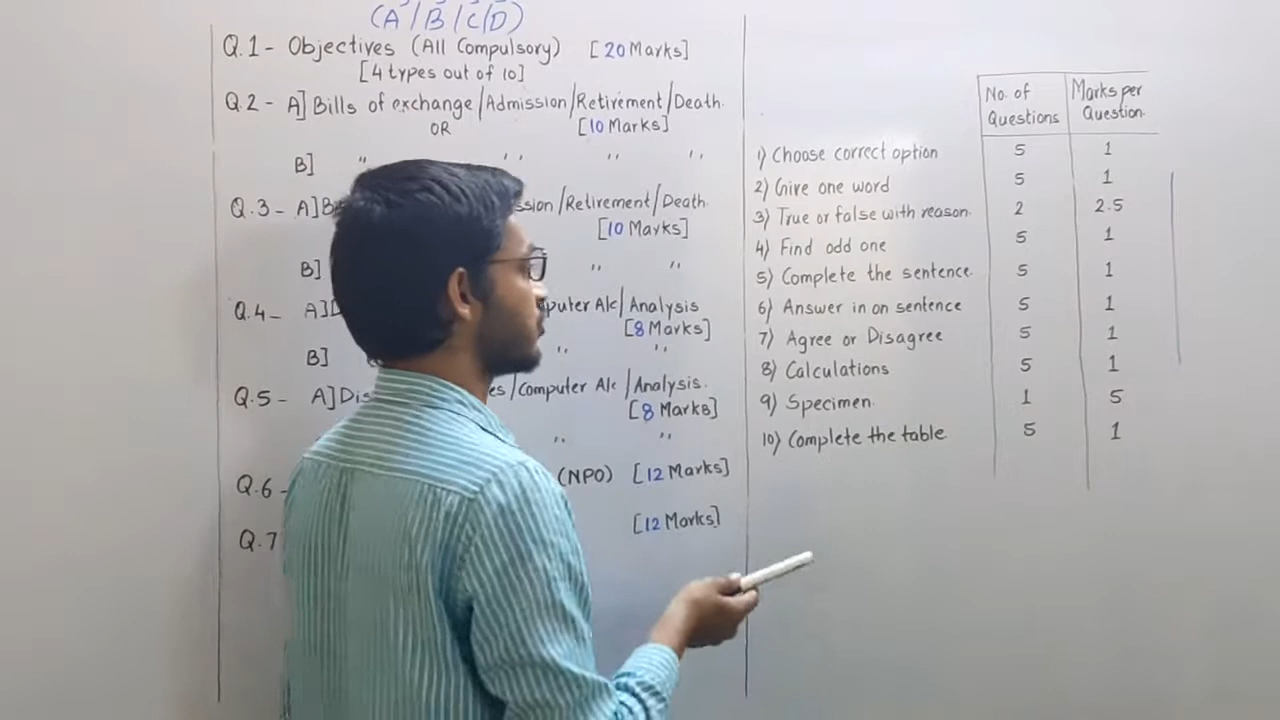 (A/B/C/D)
Q.1- Objectives (All Compulsory) [20 Marks]
[4 types out of 10]
Q.2- A] Bills of exchange/Admission/Retirement/Death.
OR [10 Marks]
B] " " " "
Q.3- A] ssion/Retirement/Death.
[10 Marks]
B] " "
Q.4- A] puter A/c/Analysis
[8 Marks]
B] " "
Q.5- A] Dis es/Computer A/c/Analysis.
[8 Marks]
" "
Q.6- (NPO) [12 Marks]
Q.7 [12 Marks]
No. of Questions Marks per Question.
1) Choose correct option 5 1
2) Give one word 5 1
3) True or false with reason. 2 2.5
4) Find odd one 5 1
5) Complete the sentence. 5 1
6) Answer in on sentence 5 1
7) Agree or Disagree 5 1
8) Calculations 5 1
9) Specimen. 1 5
10) Complete the table 5 1